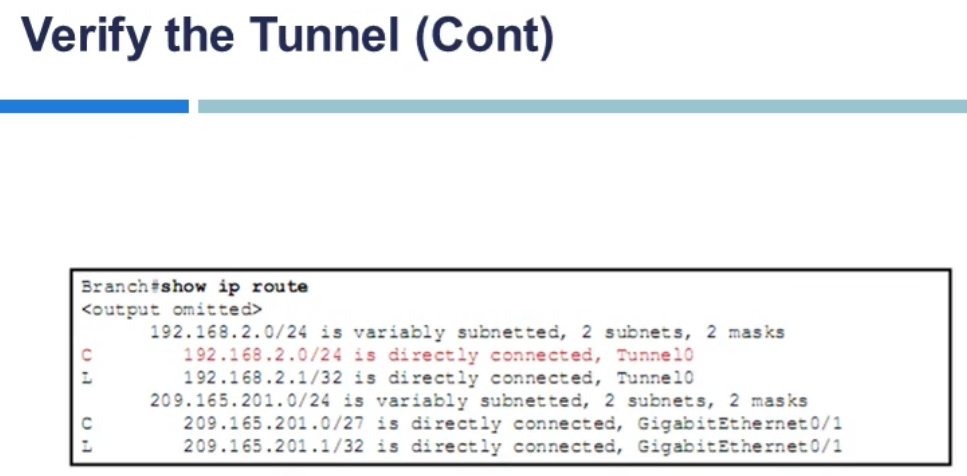 Verify the Tunnel (Cont)
Branch#show ip route
<output omitted>
192.168.2.0/24 is variably subnetted, 2 subnets, 2 masks
C 192.168.2.0/24 is directly connected, Tunnel0
L 192.168.2.1/32 is directly connected, Tunnel0
209.165.201.0/24 is variably subnetted, 2 subnets, 2 masks
C 209.165.201.0/27 is directly connected, GigabitEthernet0/1
L 209.165.201.1/32 is directly connected, GigabitEthernet0/1